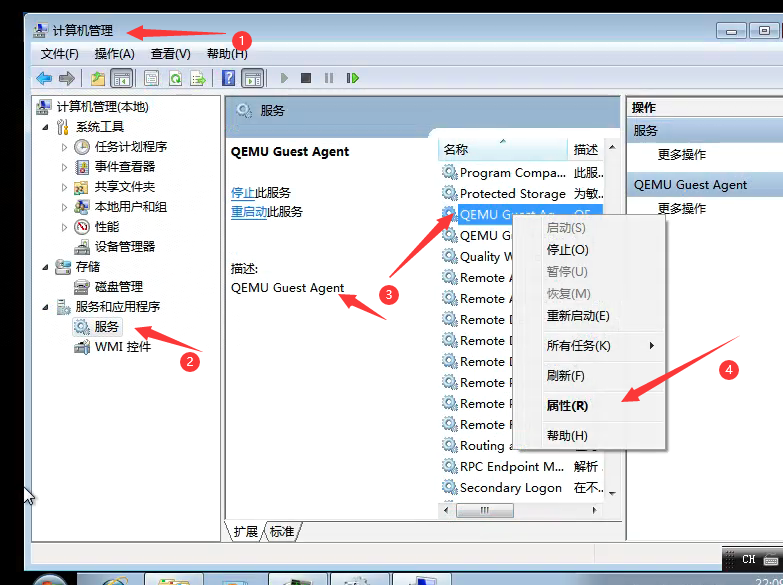 计算机管理
1
文件(F) 操作(A) 查看(V) 帮助(H)
计算机管理(本地)
系统工具
任务计划程序
事件查看器
共享文件夹
本地用户和组
性能
设备管理器
存储
磁盘管理
服务和应用程序
服务
WMI 控件
2
服务
QEMU Guest Agent
停止此服务
重启动此服务
描述:
QEMU Guest Agent
3
名称 描述
Program Compa... 此服..
Protected Storage 为敏..
QEMU Guest Ag... QE
QEMU G
Quality W
Remote A
Remote A
Remote D
Remote D
Remote D
Remote P
Remote P
Remote R
Routing a
RPC Endpoint M... 解析
Secondary Logon 在不..
启动(S)
停止(O)
暂停(U)
恢复(M)
重新启动(E)
所有任务(K)
刷新(F)
属性(R)
帮助(H)
4
操作
服务
更多操作
QEMU Guest Agent
更多操作
扩展 标准
CH